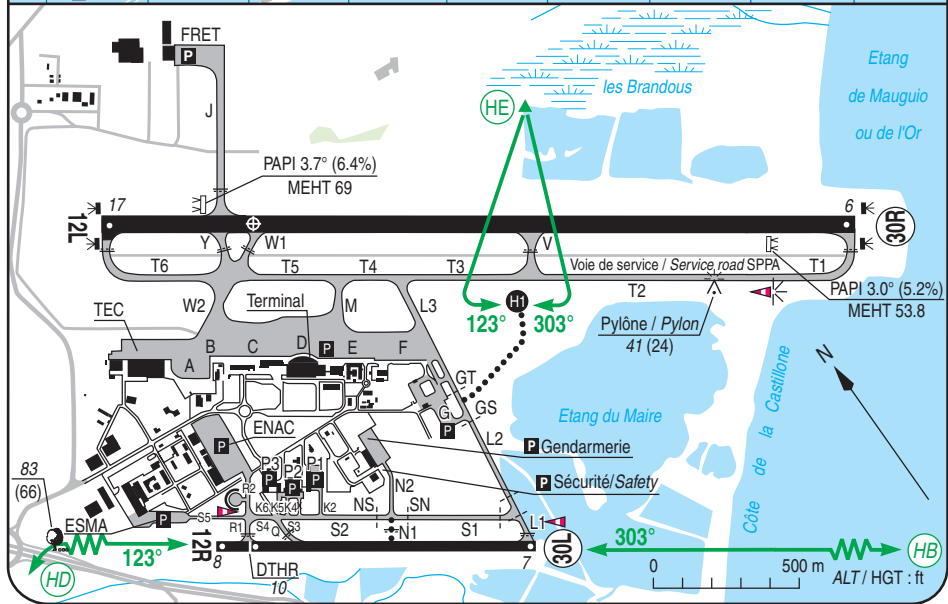 FRET
P
J
les Brandous
Etang
de Mauguio
ou de l'Or
HE
PAPI 3.7° (6.4%)
MEHT 69
17
12L
6
30R
Y
W1
V
T6
T5
T4
T3
Voie de service / Service road SPPA
T1
T2
W2
Terminal
M
L3
123°
H1
303°
PAPI 3.0° (5.2%)
MEHT 53.8
TEC
Pylône / Pylon
41 (24)
A
B
C
D
P
E
F
N
GT
G
GS
P
Etang du Maire
Côte de la Castillone
ENAC
P
L2
P Gendarmerie
P Sécurité/Safety
83
(66)
P3
P2
P1
P
P
P
R2
K6
K5
K4
K2
NS
N2
SN
ESMA
P
S5
R1
S4
Q
S3
S2
N1
S1
L1
123°
12R
8
7
30L
303°
HD
HB
DTHR
10
0 500 m
ALT / HGT : ft